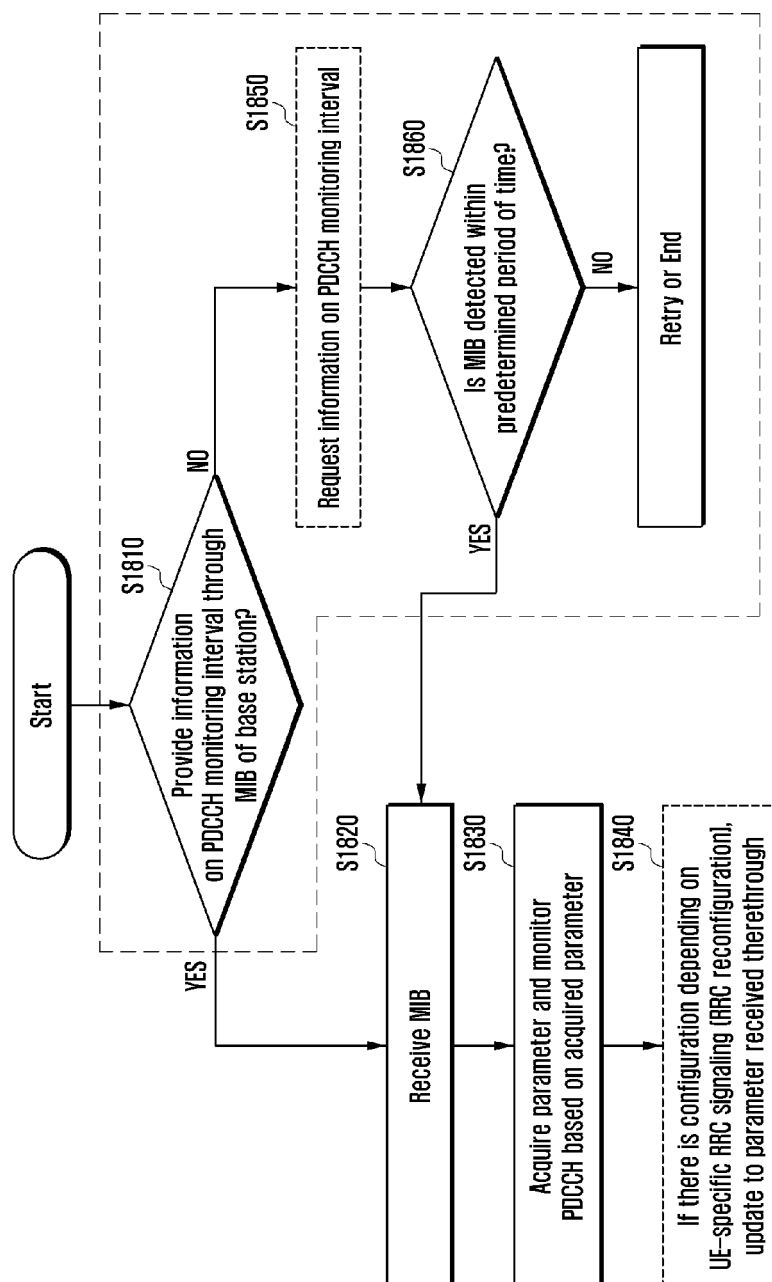 Start
S1810
Provide information
on PDCCH monitoring interval through
MIB of base station?
YES
NO
S1820
Receive MIB
S1830
Acquire parameter and monitor
PDCCH based on acquired parameter
S1840
If there is configuration depending on
UE-specific RRC signaling (RRC reconfiguration),
update to parameter received therethrough
S1850
Request information on PDCCH monitoring interval
S1860
Is MIB detected within
predetermined period of time?
YES
NO
Retry or End